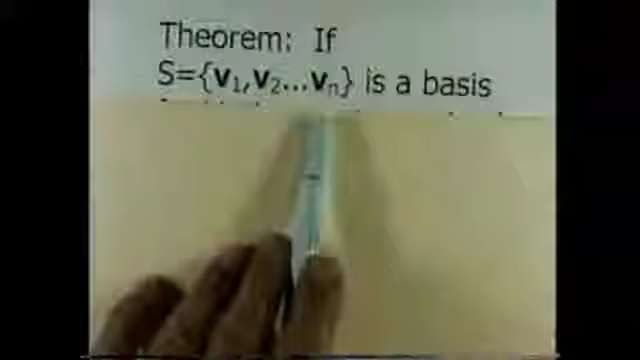 Theorem: If
S={v₁,v₂...vₙ} is a basis